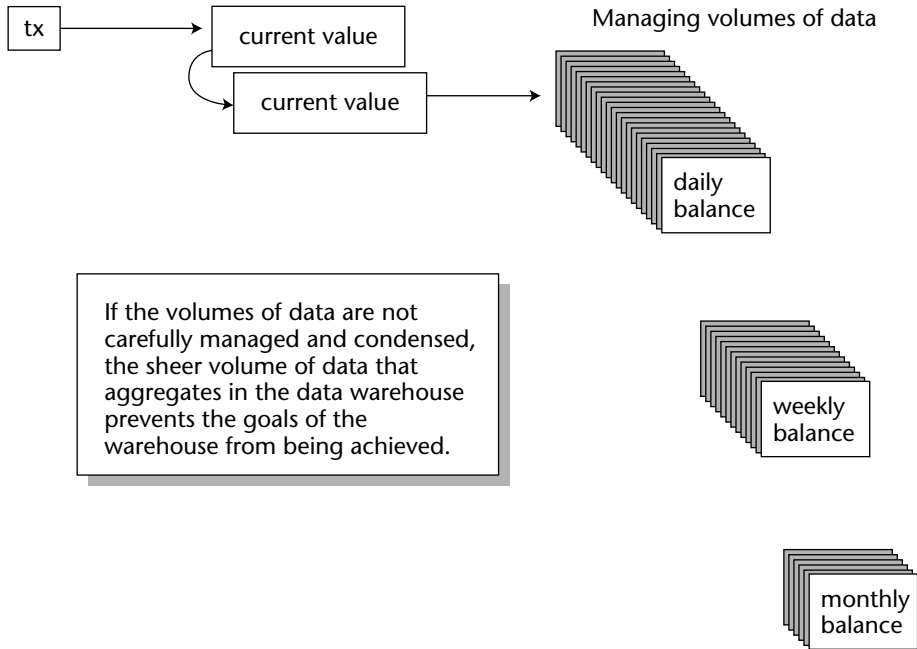 tx
current value
current value
Managing volumes of data
daily
balance
If the volumes of data are not
carefully managed and condensed,
the sheer volume of data that
aggregates in the data warehouse
prevents the goals of the
warehouse from being achieved.
weekly
balance
monthly
balance